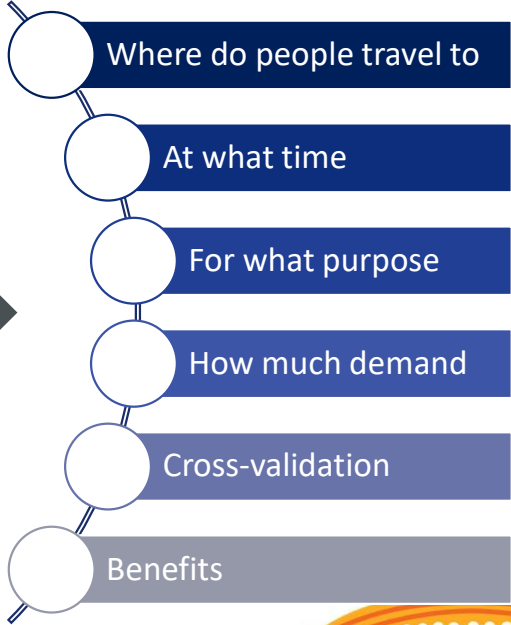 Where do people travel to
At what time
For what purpose
How much demand
Cross-validation
Benefits